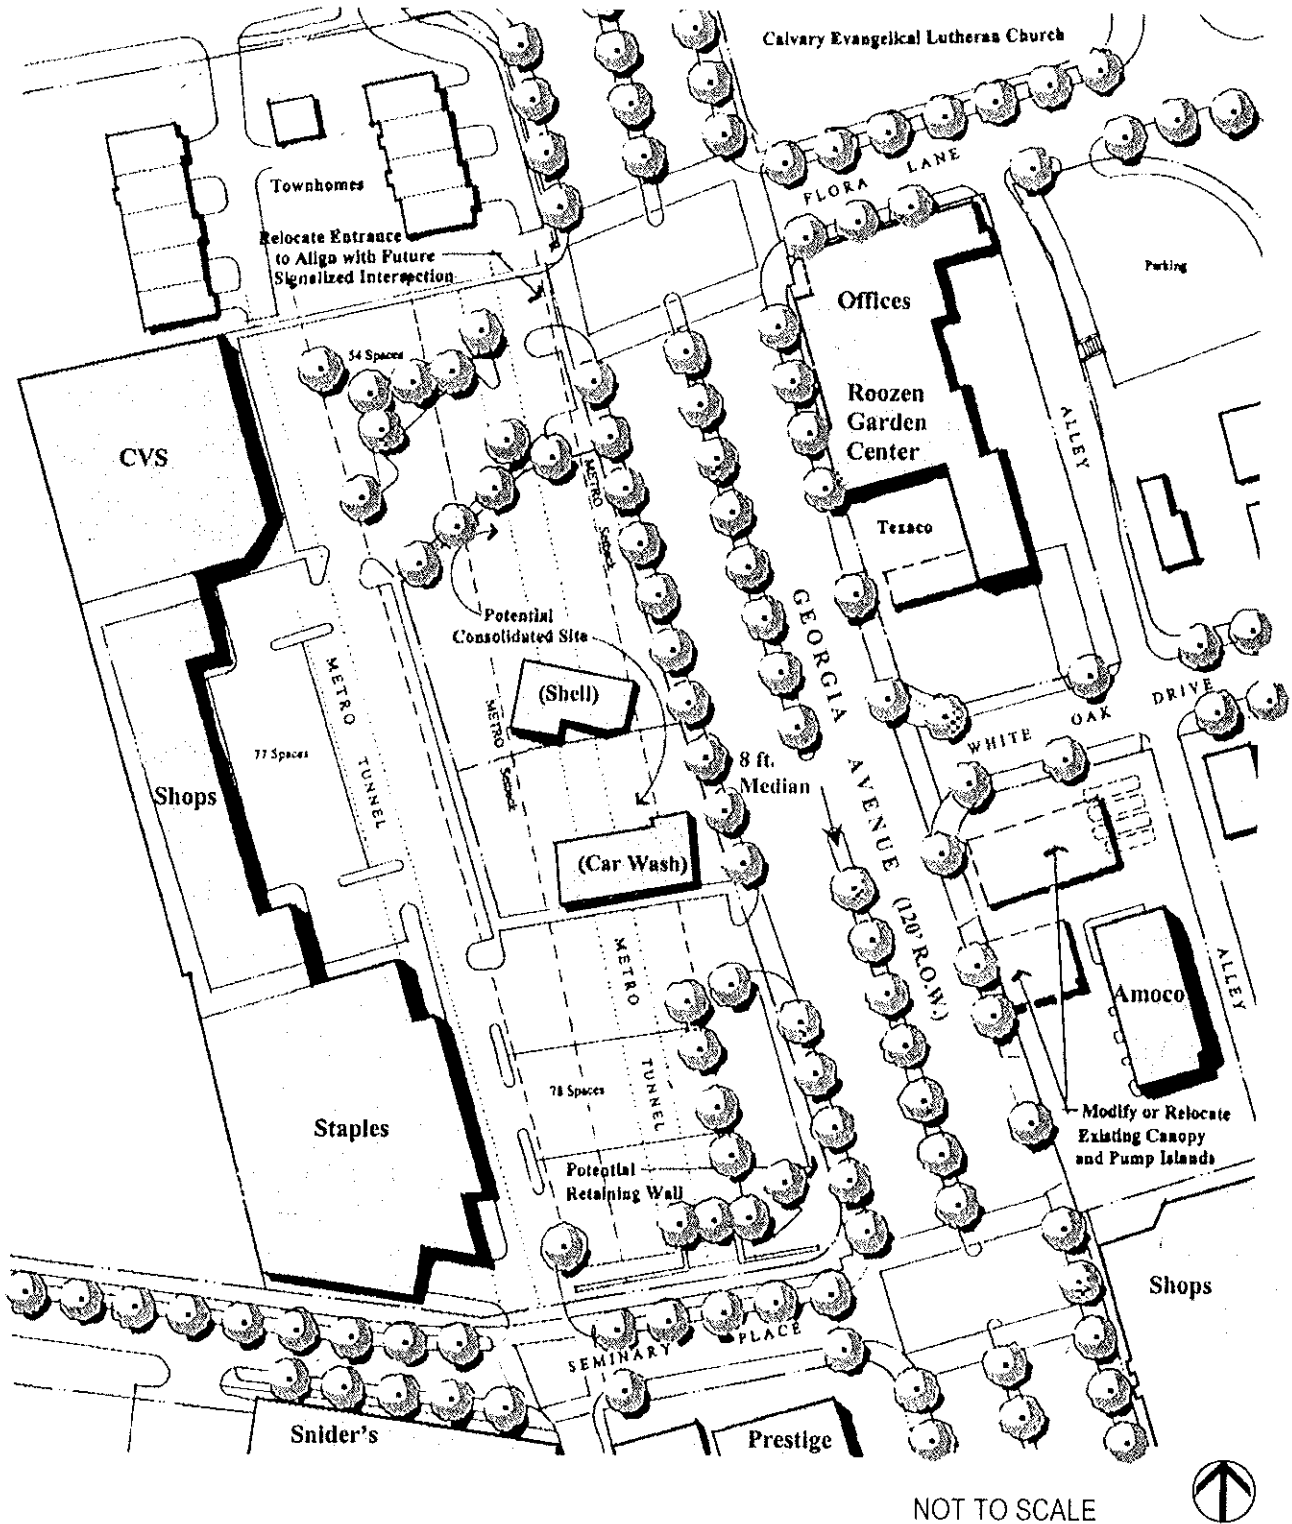 Calvary Evangelical Lutheran Church
FLORA LANE
Townhomes
Relocate Entrance
to Align with Future
Signalized Intersection
Parking
Offices
54 Spaces
Roozen
Garden
Center
ALLEY
CVS
METRO
Setback
Texaco
Potential
Consolidated Site
GEORGIA AVENUE (120' R.O.W.)
METRO TUNNEL
(Shell)
METRO
Setback
WHITE OAK DRIVE
77 Spaces
8 ft.
Median
Shops
(Car Wash)
METRO TUNNEL
ALLEY
Amoco
78 Spaces
Staples
Modify or Relocate
Existing Canopy
and Pump Islands
Potential
Retaining Wall
Shops
SEMINARY PLACE
Snider's
Prestige
NOT TO SCALE